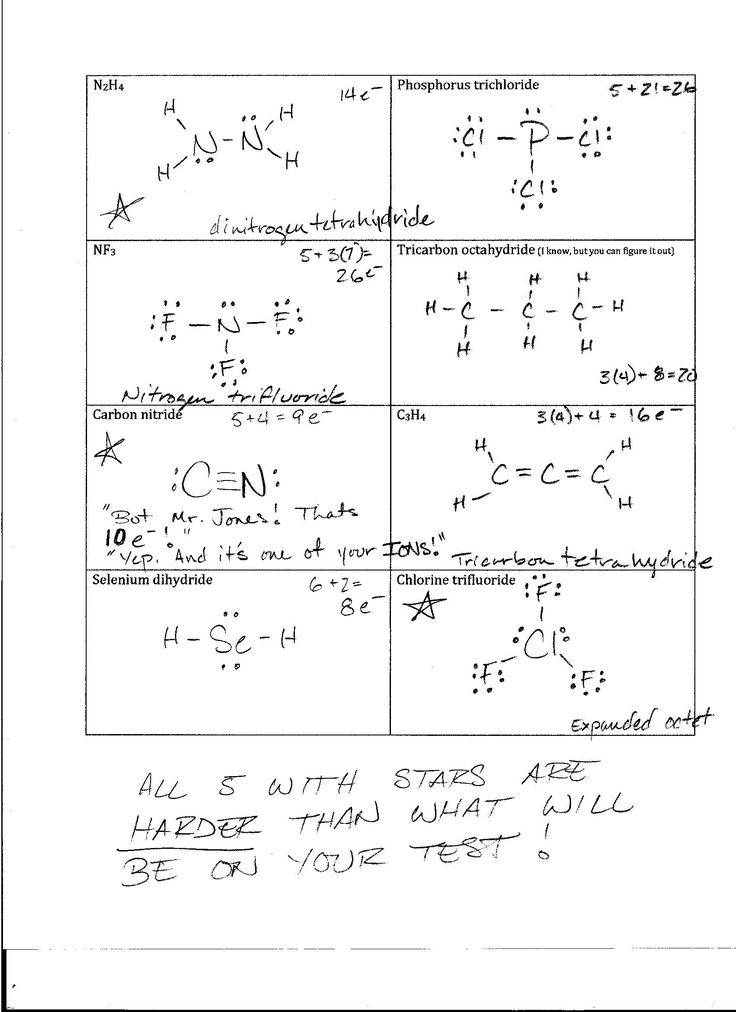 N₂H₄
14e⁻
H H
:N-N
H H
dinitrogen tetrahydride
Phosphorus trichloride
5+21=26
:Cl-P-Cl:
:Cl:
NF₃
5+3(7)=
26e⁻
:F-N-F:
:F:
Nitrogen trifluoride
Tricarbon octahydride (I know, but you can figure it out)
H H H
H-C-C-C-H
H H H
3(4)+8=20
Carbon nitride
5+4=9e⁻
:C≡N:
"But Mr. Jones! Thats
10e⁻!"
"Yep. And it's one of your IONS!"
C₃H₄
3(4)+4=16e⁻
H H
C=C=C
H H
Tricarbon tetrahydride
Selenium dihydride
6+2=
8e⁻
H-Se-H
Chlorine trifluoride
:F:
:Cl:
:F: :F:
Expanded octet
ALL 5 WITH STARS ARE
HARDER THAN WHAT WILL
BE ON YOUR TEST!